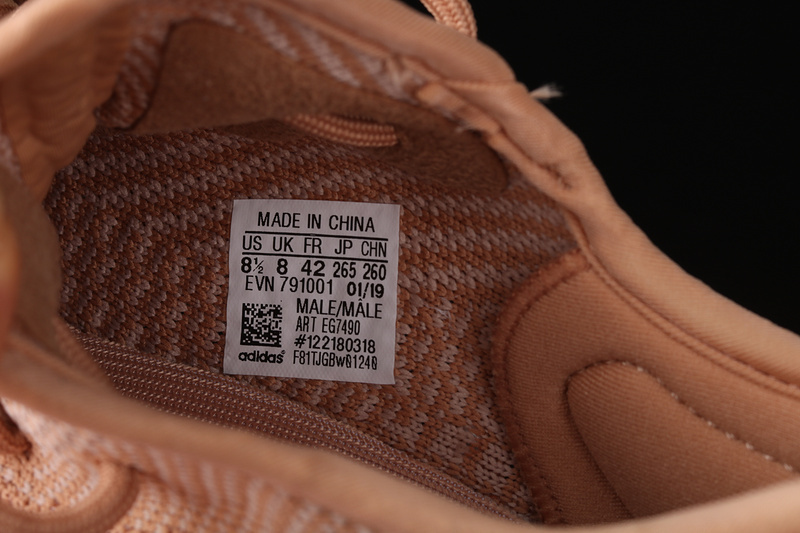 MADE IN CHINA
US UK FR JP CHN
8½ 8 42 265 260
EVN 791001 01/19
MALE/MÂLE
ART EG7490
#122180318
adidas® F81TJGBw01240